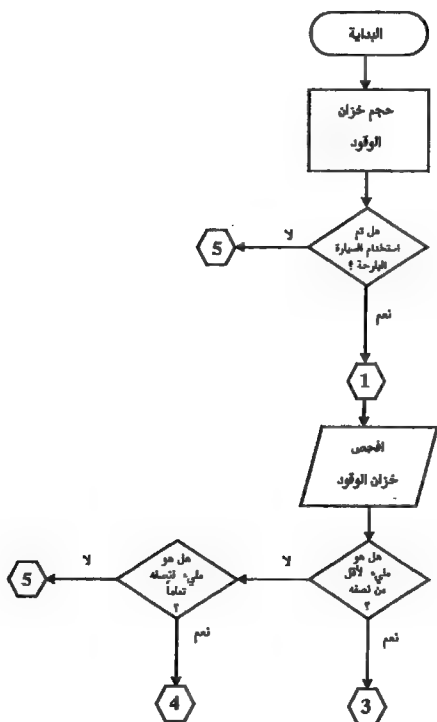 البداية
حجم خزان
الوقود
هل تم
استخدام السيارة
البارحة ؟
لا
5
نعم
1
افحص
خزان الوقود
هل هو
مليء لأقل
من نصفه
؟
لا
هل هو
مليء لنصفه
تماماً
؟
لا
5
نعم
4
نعم
3